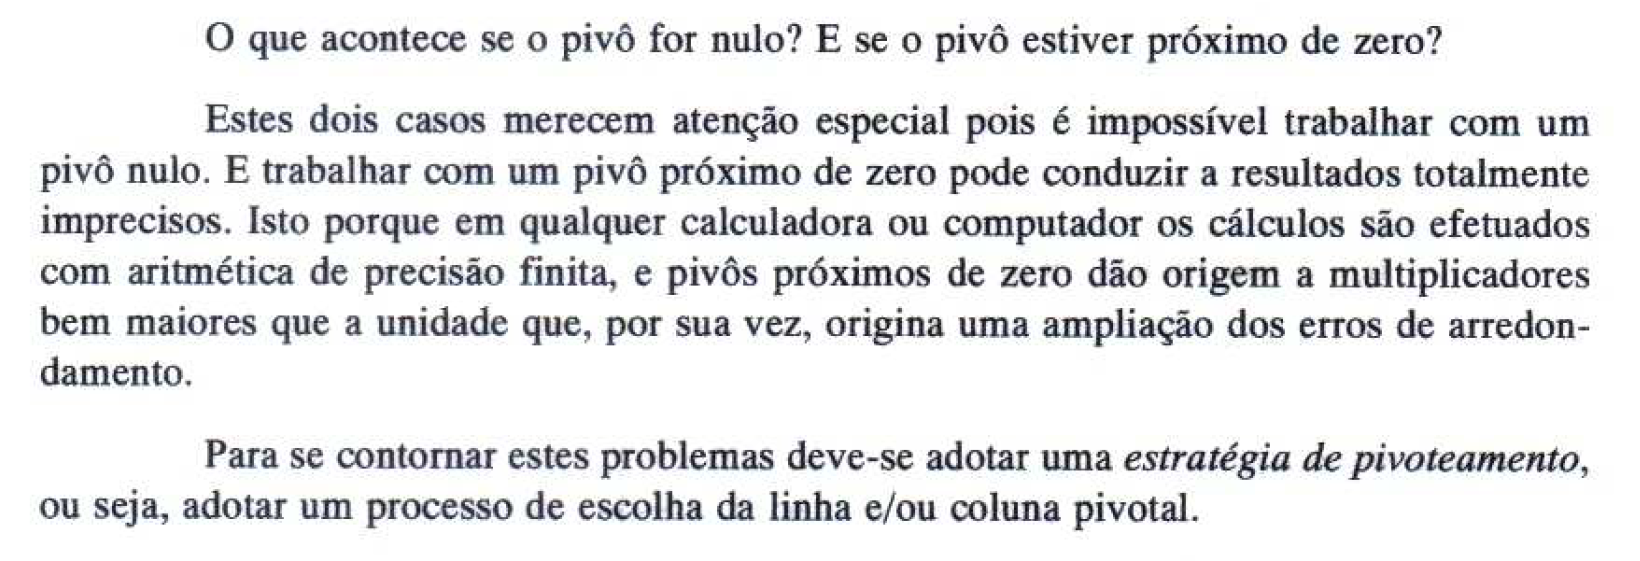 O que acontece se o pivô for nulo? E se o pivô estiver próximo de zero?
Estes dois casos merecem atenção especial pois é impossível trabalhar com um
pivô nulo. E trabalhar com um pivô próximo de zero pode conduzir a resultados totalmente
imprecisos. Isto porque em qualquer calculadora ou computador os cálculos são efetuados
com aritmética de precisão finita, e pivôs próximos de zero dão origem a multiplicadores
bem maiores que a unidade que, por sua vez, origina uma ampliação dos erros de arredon-
damento.
Para se contornar estes problemas deve-se adotar uma estratégia de pivoteamento,
ou seja, adotar um processo de escolha da linha e/ou coluna pivotal.